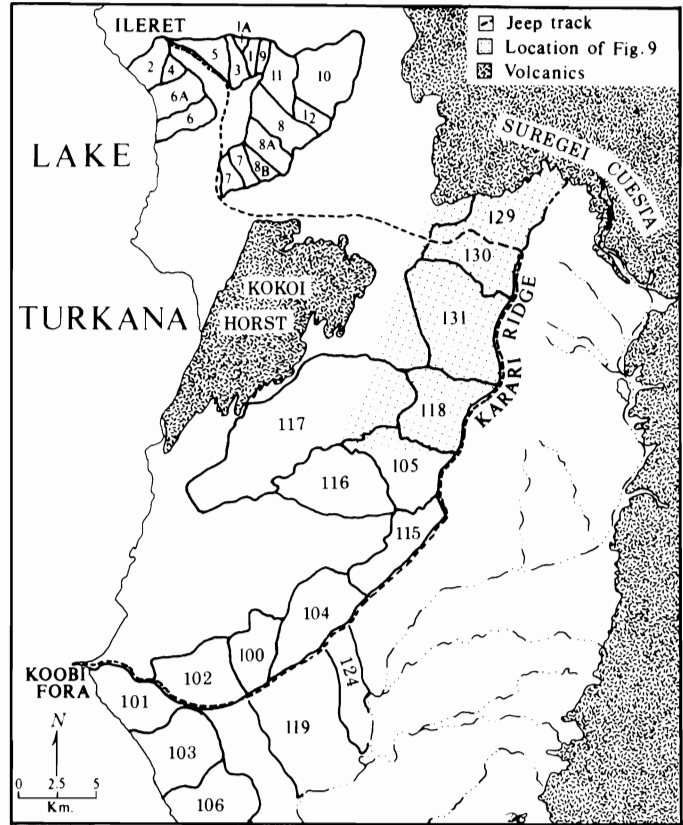 ILERET
Jeep track
Location of Fig. 9
Volcanics
1A
2
4
5
3
1
9
11
10
6A
6
12
8
8A
8B
7
7
LAKE
SUREGEI CUESTA
129
130
KOKOI
HORST
TURKANA
131
KARARI RIDGE
117
118
105
116
115
104
100
102
124
KOOBI
FORA
101
119
103
106
N
0 2.5 5
Km.